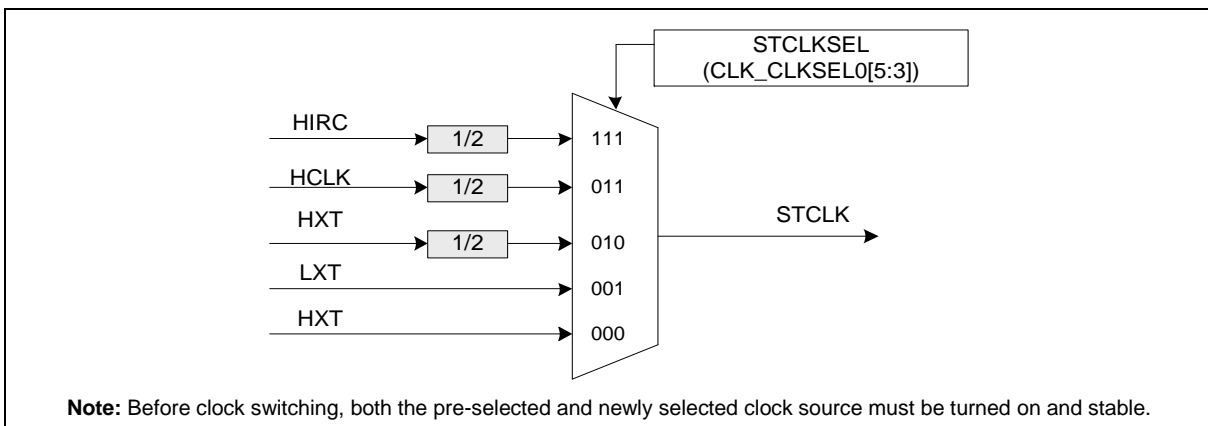 STCLKSEL
(CLK_CLKSEL0[5:3])
HIRC
1/2
111
HCLK
1/2
011
HXT
1/2
010
STCLK
LXT
001
HXT
000
Note: Before clock switching, both the pre-selected and newly selected clock source must be turned on and stable.